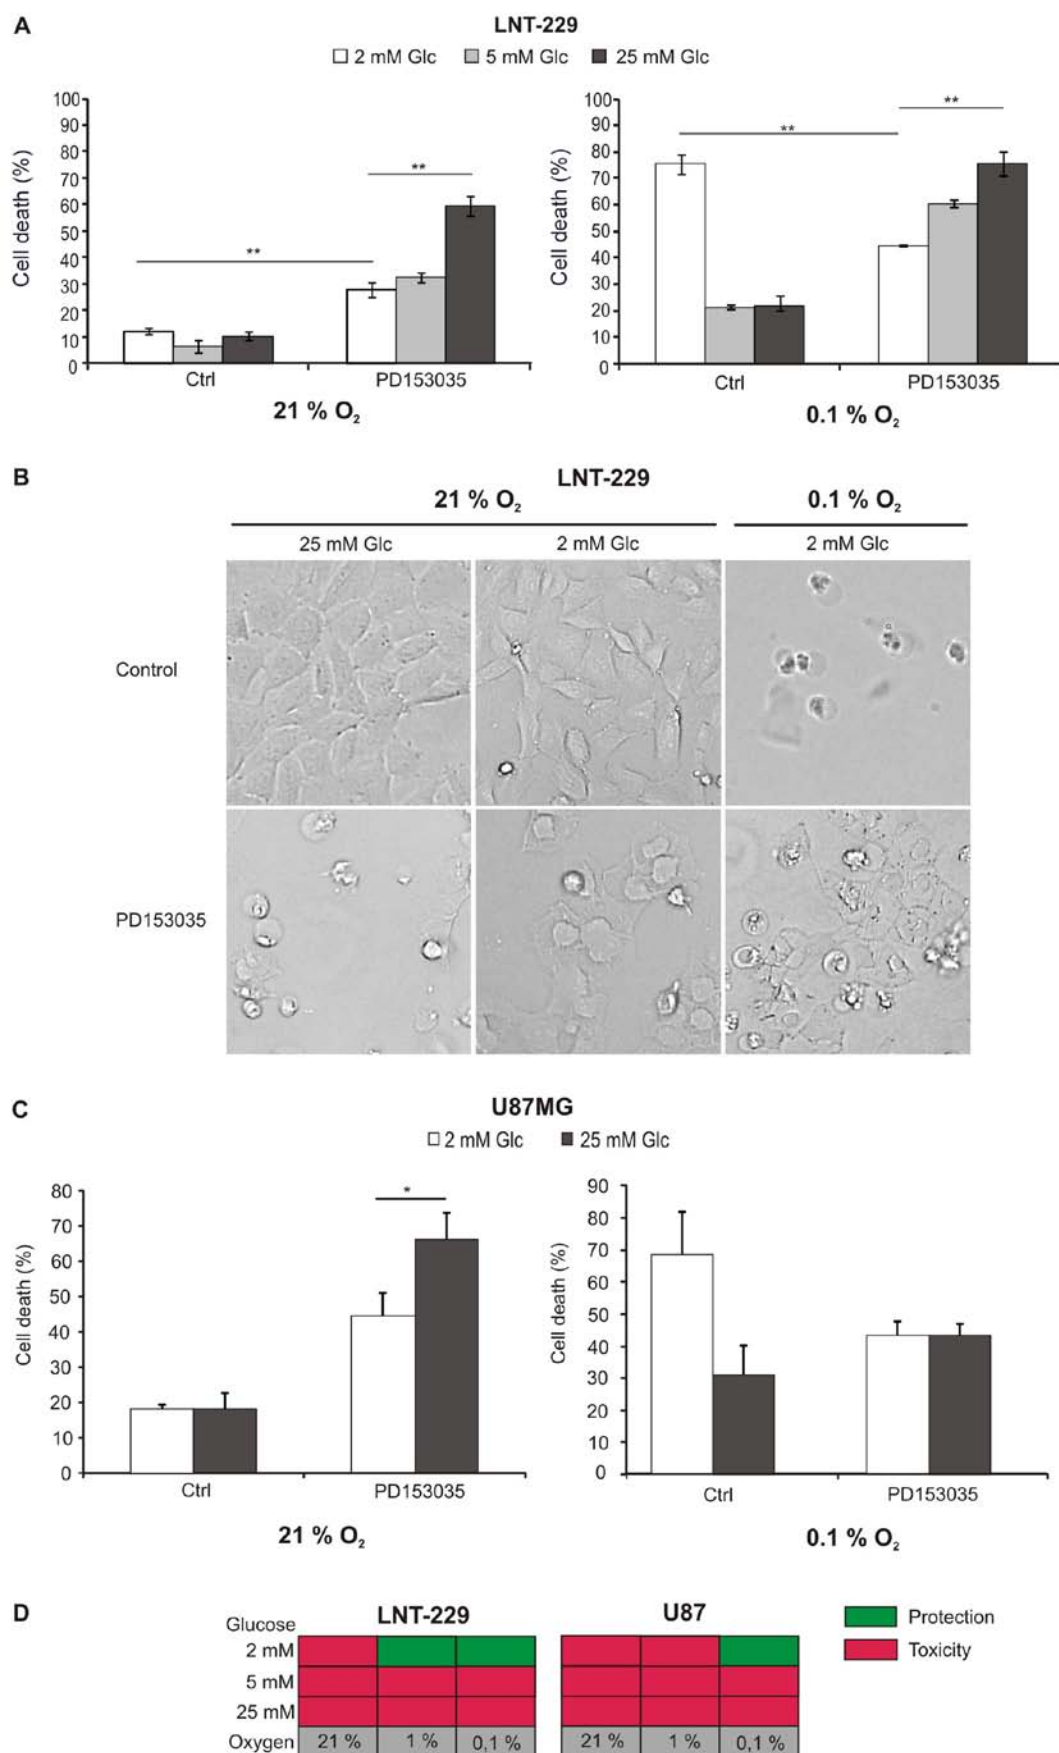 A
LNT-229
2 mM Glc 5 mM Glc 25 mM Glc
100
90
80
70
60
50
40
30
20
10
0
Cell death (%)
**
**
Ctrl PD153035
21 % O₂
100
90
80
70
60
50
40
30
20
10
0
Cell death (%)
**
**
Ctrl PD153035
0.1 % O₂
B
LNT-229
21 % O₂ 0.1 % O₂
25 mM Glc 2 mM Glc 2 mM Glc
Control
PD153035
C
U87MG
2 mM Glc 25 mM Glc
80
70
60
50
40
30
20
10
0
Cell death (%)
*
Ctrl PD153035
21 % O₂
90
80
70
60
50
40
30
20
10
0
Cell death (%)
Ctrl PD153035
0.1 % O₂
D
LNT-229 U87
Glucose
2 mM
5 mM
25 mM
Oxygen 21 % 1 % 0,1 % 21 % 1 % 0,1 %
Protection
Toxicity